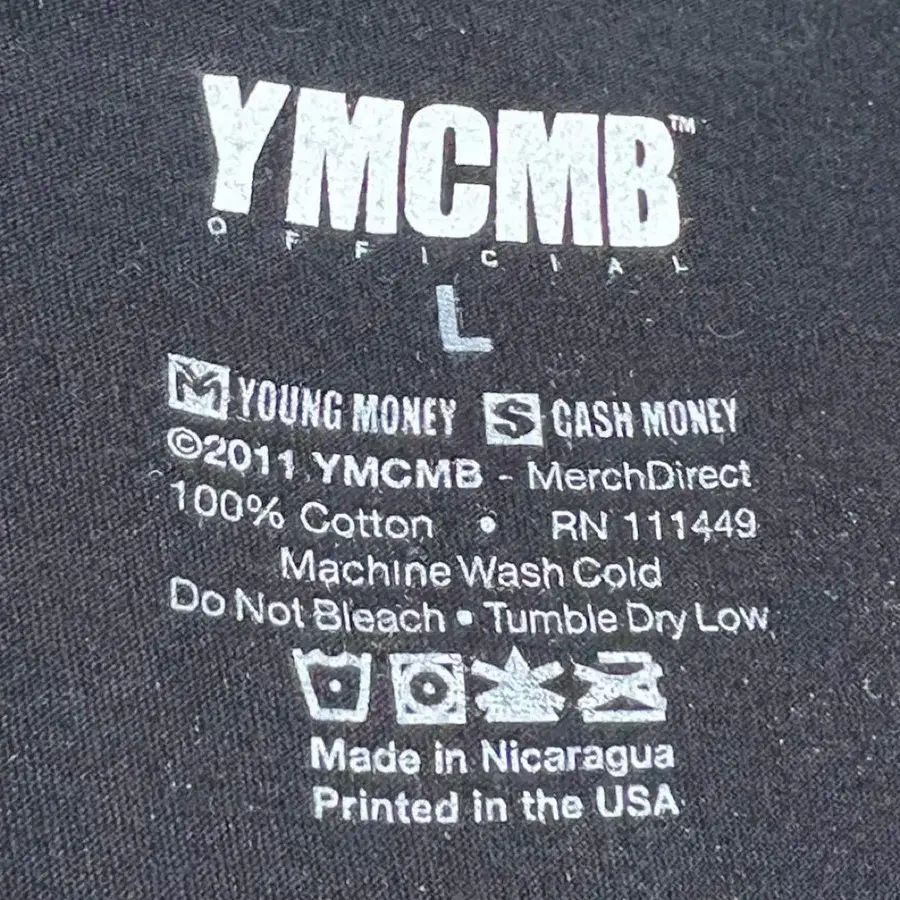 YMCMB™
OFFICIAL
L
M YOUNG MONEY $ CASH MONEY
©2011 YMCMB - MerchDirect
100% Cotton • RN 111449
Machine Wash Cold
Do Not Bleach • Tumble Dry Low
Made in Nicaragua
Printed in the USA